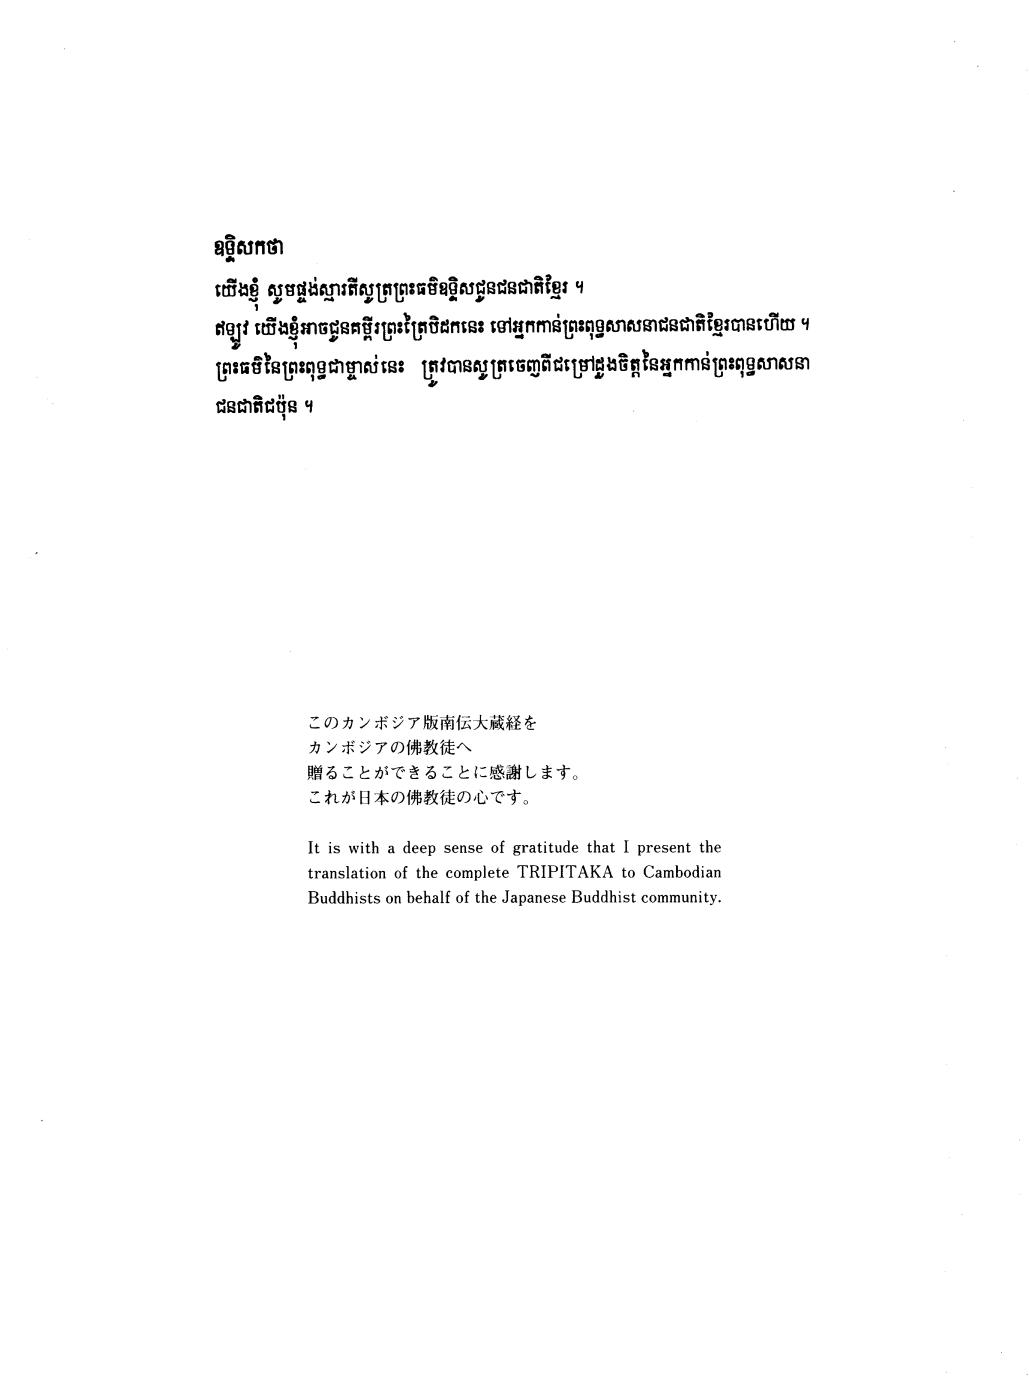 ឧទ្ទិសកថា
យើងខ្ញុំ សូមផ្ចង់ស្មារតីសូត្រព្រះធម៌ឧទ្ទិសជូនជនជាតិខ្មែរ ។
ឥឡូវ យើងខ្ញុំអាចជូនគម្ពីរព្រះត្រៃបិដកនេះ ទៅអ្នកកាន់ព្រះពុទ្ធសាសនាជនជាតិខ្មែរបានហើយ ។
ព្រះធម៌នៃព្រះពុទ្ធជាម្ចាស់នេះ ត្រូវបានសូត្រចេញពីជម្រៅដួងចិត្តនៃអ្នកកាន់ព្រះពុទ្ធសាសនា
ជនជាតិជប៉ុន ។
このカンボジア版南伝大蔵経を
カンボジアの佛教徒へ
贈ることができることに感謝します。
これが日本の佛教徒の心です。
It is with a deep sense of gratitude that I present the
translation of the complete TRIPITAKA to Cambodian
Buddhists on behalf of the Japanese Buddhist community.